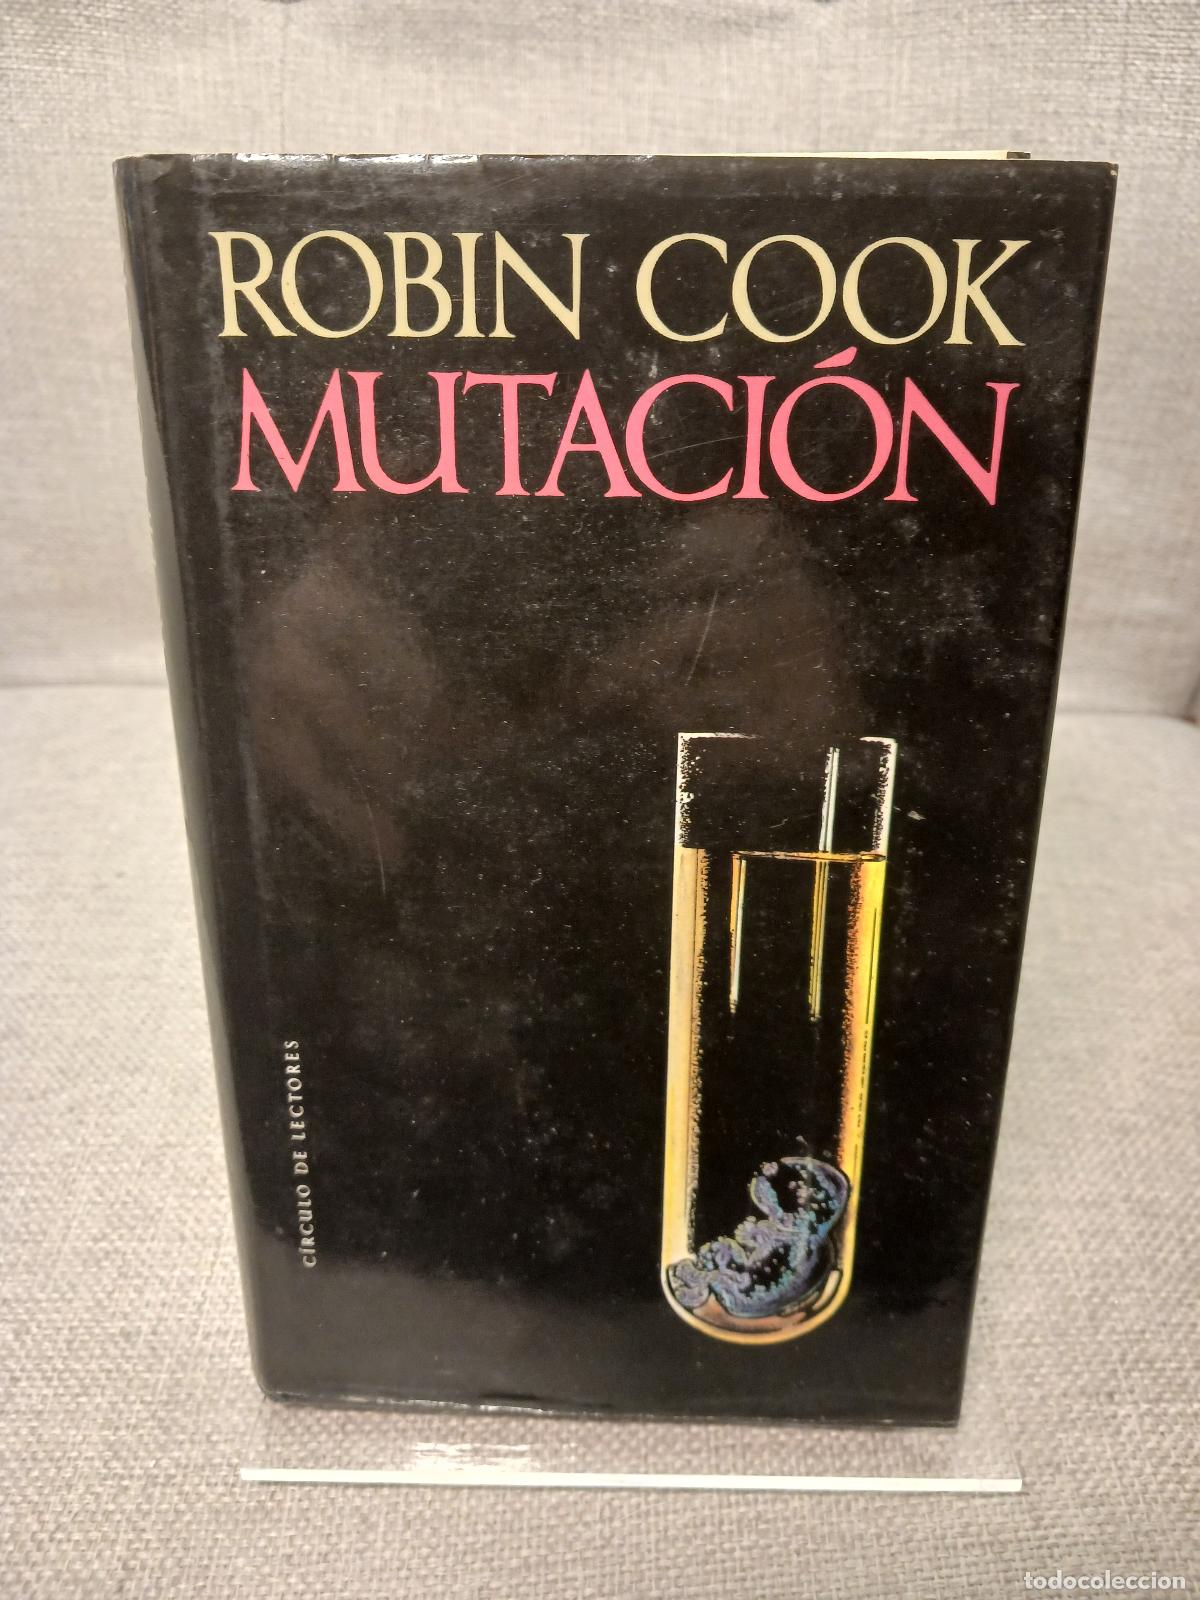 ROBIN COOK
MUTACIÓN
CÍRCULO DE LECTORES
todocoleccion